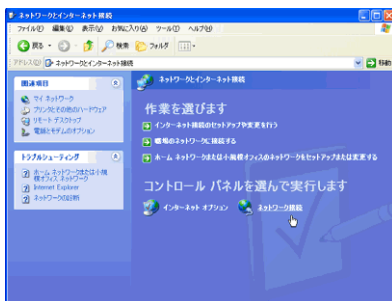 ネットワークとインターネット接続
ファイル(F) 編集(E) 表示(V) お気に入り(A) ツール(T) ヘルプ(H)
戻る 検索 フォルダ
アドレス(D) ネットワークとインターネット接続 移動
関連項目
マイ ネットワーク
プリンタとその他のハードウェア
リモート デスクトップ
電話とモデムのオプション
トラブルシューティング
ホーム ネットワークまたは小規
模オフィス ネットワーク
Internet Explorer
ネットワークの診断
ネットワークとインターネット接続
作業を選びます
インターネット接続のセットアップや変更を行う
職場のネットワークに接続する
ホーム ネットワークまたは小規模オフィスのネットワークをセットアップまたは変更する
コントロール パネルを選んで実行します
インターネット オプション ネットワーク接続